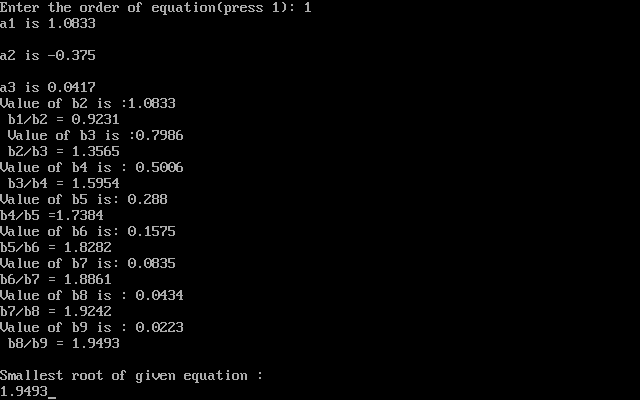 Enter the order of equation(press 1): 1
a1 is 1.0833
a2 is -0.375
a3 is 0.0417
Value of b2 is :1.0833
b1/b2 = 0.9231
Value of b3 is :0.7986
b2/b3 = 1.3565
Value of b4 is : 0.5006
b3/b4 = 1.5954
Value of b5 is: 0.288
b4/b5 =1.7384
Value of b6 is: 0.1575
b5/b6 = 1.8282
Value of b7 is: 0.0835
b6/b7 = 1.8861
Value of b8 is : 0.0434
b7/b8 = 1.9242
Value of b9 is : 0.0223
b8/b9 = 1.9493
Smallest root of given equation :
1.9493_